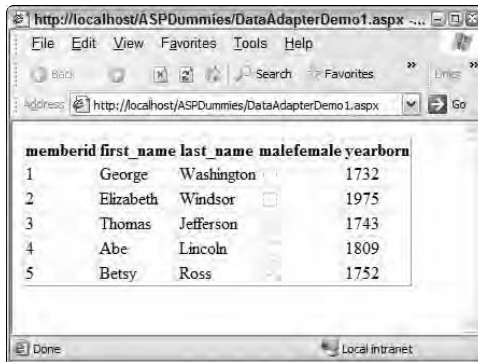 http://localhost/ASPDummies/DataAdapterDemo1.aspx -...
File Edit View Favorites Tools Help
Back Search Favorites » Links »
Address http://localhost/ASPDummies/DataAdapterDemo1.aspx Go
memberid first_name last_name malefemale yearborn
1 George Washington 1732
2 Elizabeth Windsor 1975
3 Thomas Jefferson 1743
4 Abe Lincoln 1809
5 Betsy Ross 1752
Done Local intranet